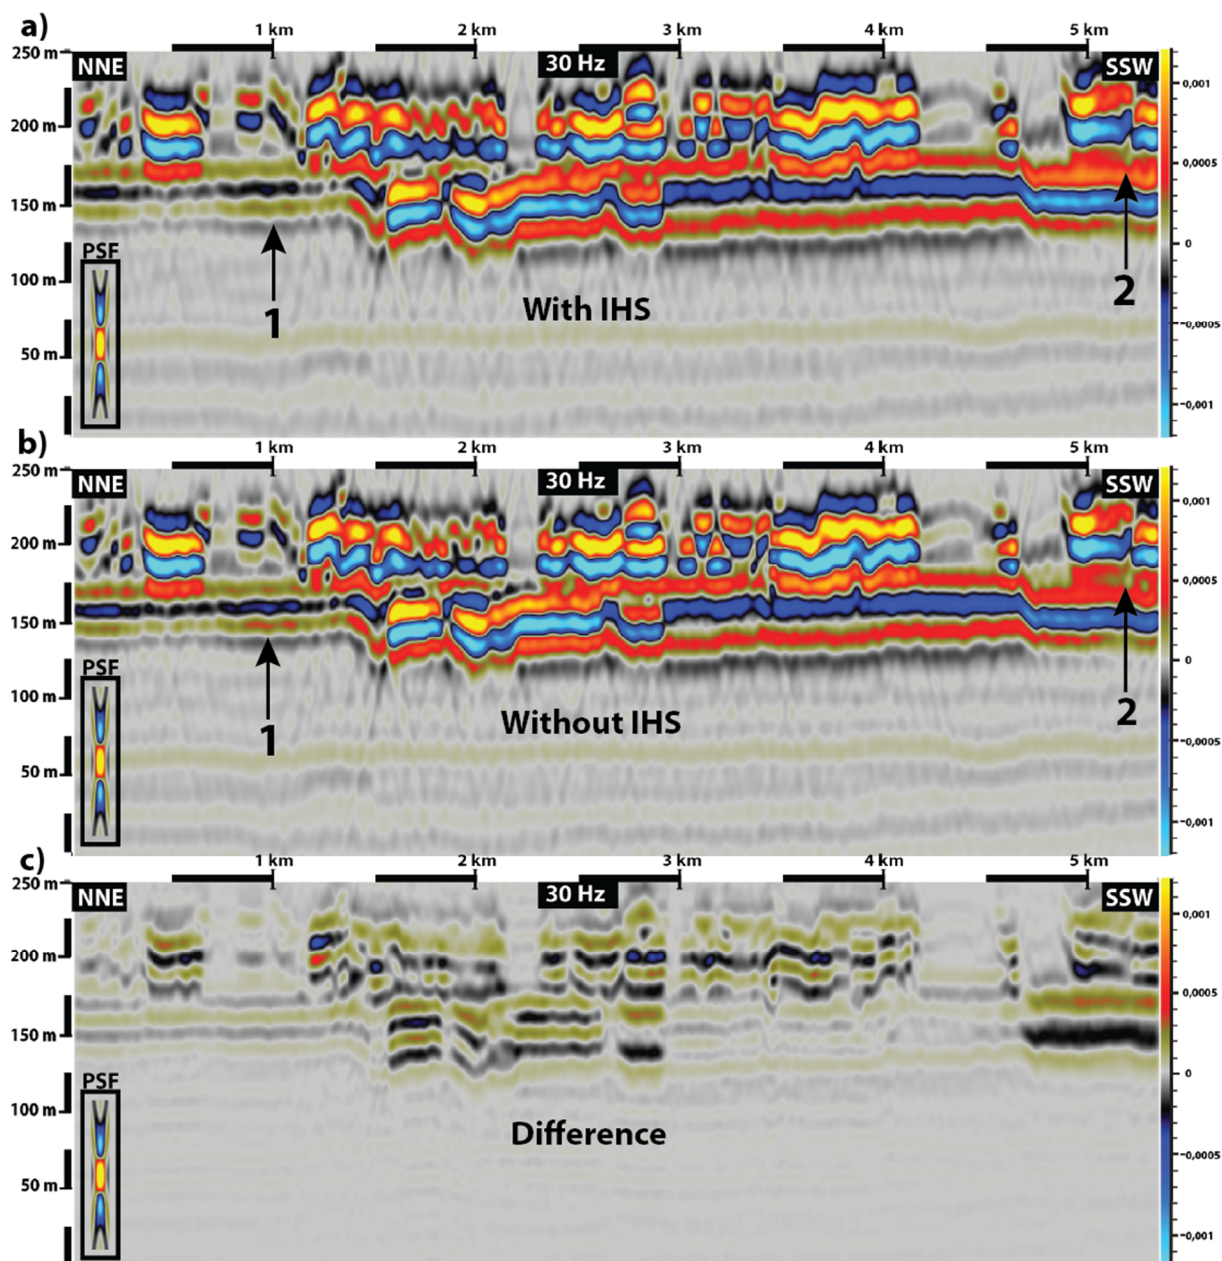 a)
1 km 2 km 3 km 4 km 5 km
250 m NNE 30 Hz SSW
0,001
200 m
0,0005
150 m
PSF 0
100 m
1 With IHS 2
-0,0005
50 m
-0,001
b)
1 km 2 km 3 km 4 km 5 km
250 m NNE 30 Hz SSW
0,001
200 m
0,0005
150 m
PSF 0
100 m
1 Without IHS 2
-0,0005
50 m
-0,001
c)
1 km 2 km 3 km 4 km 5 km
250 m NNE 30 Hz SSW
0,001
200 m
0,0005
150 m
PSF 0
100 m
Difference
-0,0005
50 m
-0,001